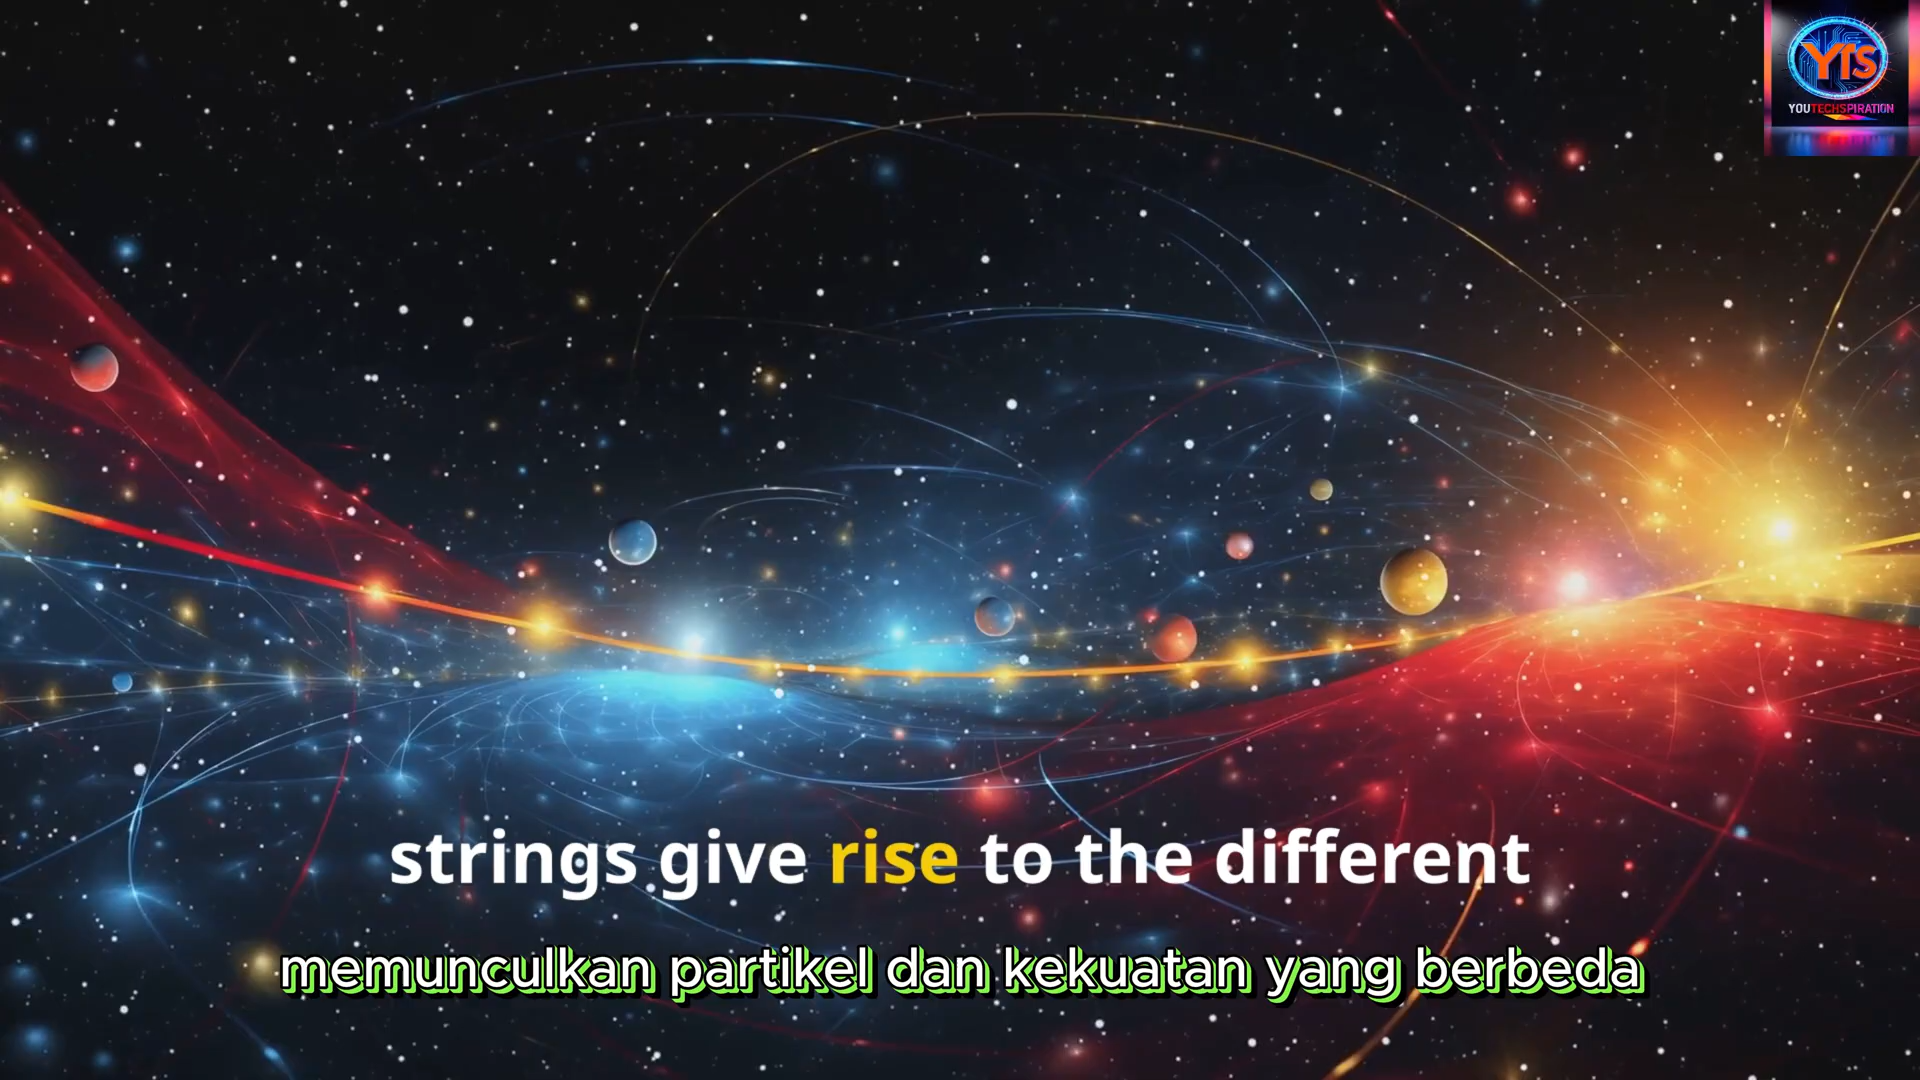 YTS
YOUTECHSPIRATION
strings give rise to the different
memunculkan partikel dan kekuatan yang berbeda